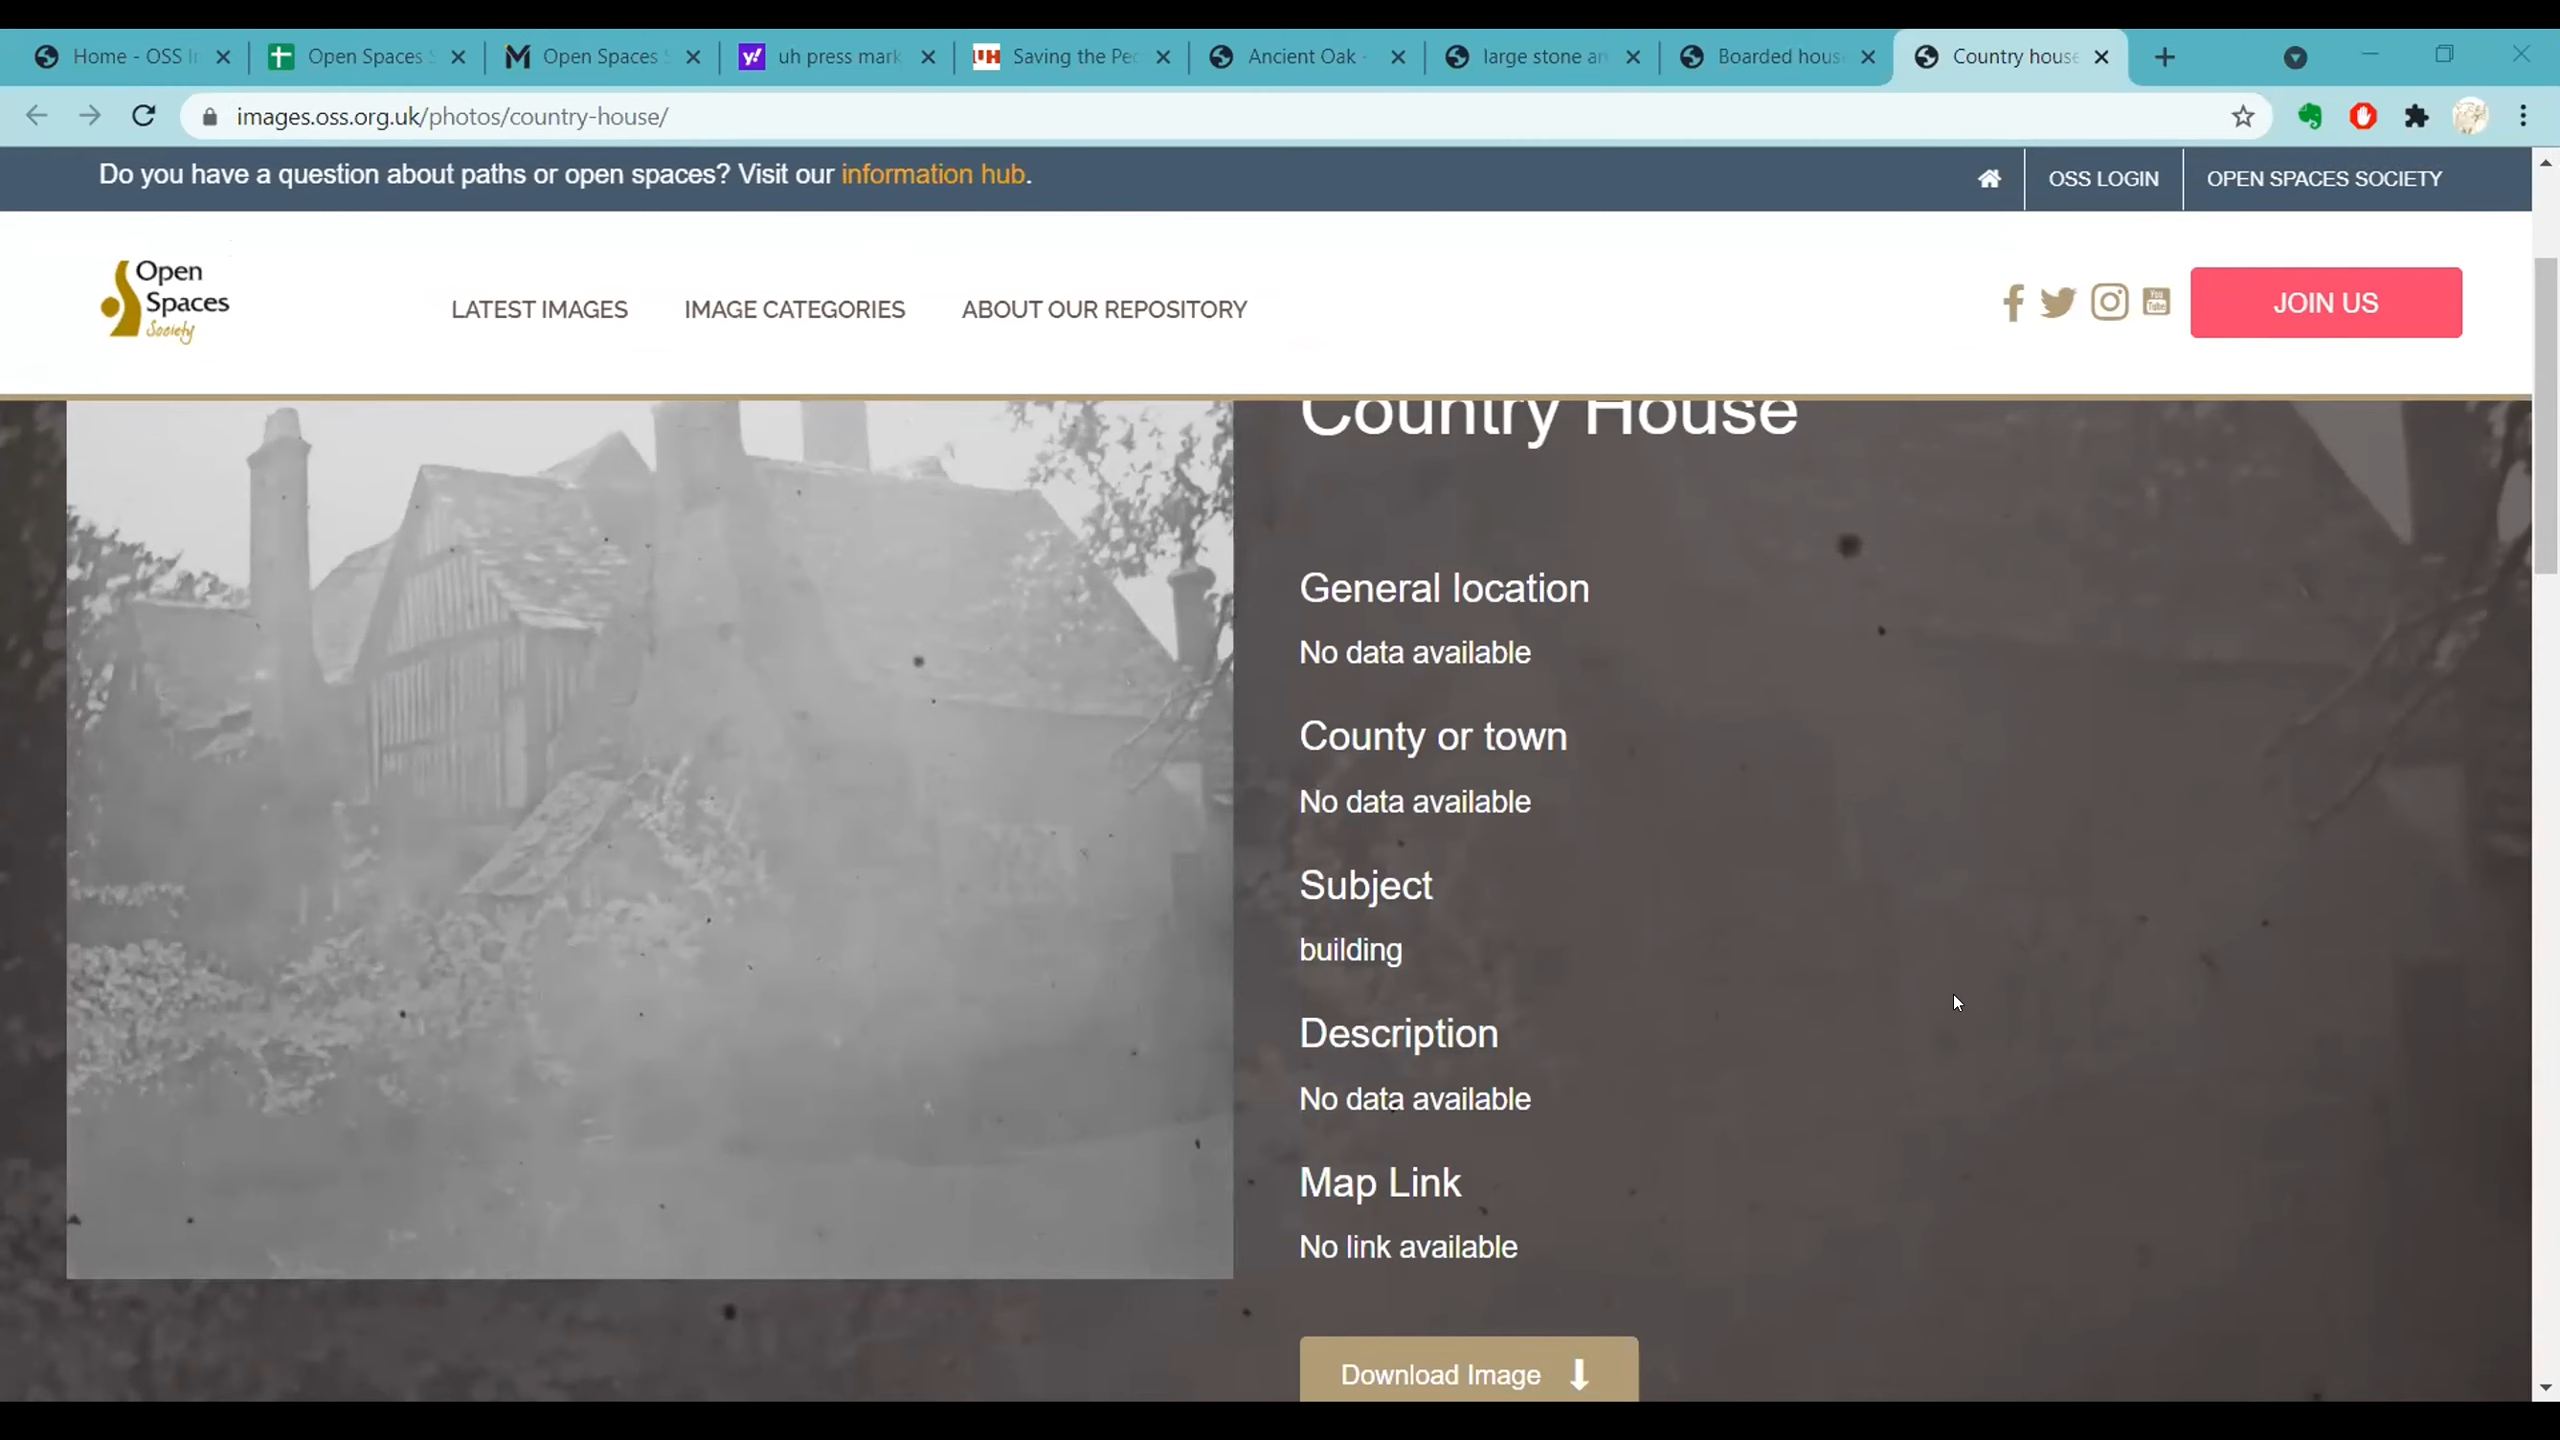 Home - OSS I
Open Spaces S
Open Spaces S
uh press mark
Saving the Pe
Ancient Oak -
large stone ar
Boarded hous
Country house
images.oss.org.uk/photos/country-house/
Do you have a question about paths or open spaces? Visit our information hub.
OSS LOGIN
OPEN SPACES SOCIETY
Open
Spaces
Society
LATEST IMAGES
IMAGE CATEGORIES
ABOUT OUR REPOSITORY
You
Tube
JOIN US
Country House
General location
No data available
County or town
No data available
Subject
building
Description
No data available
Map Link
No link available
Download Image